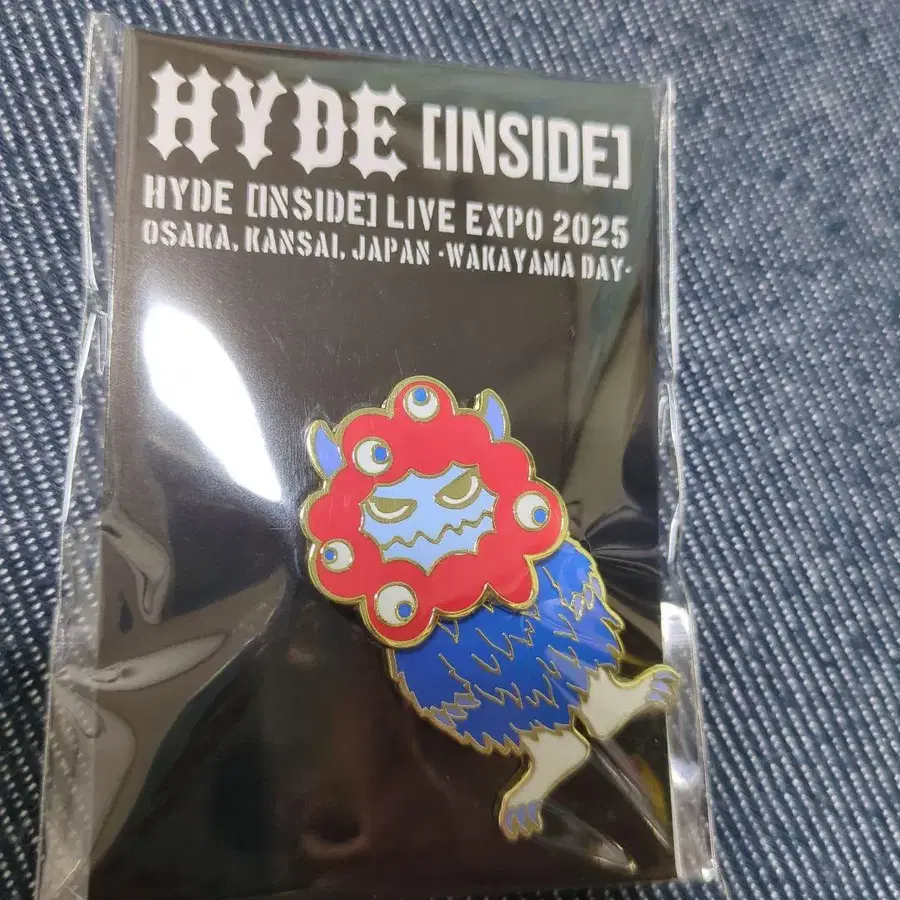 HYDE [INSIDE]
HYDE [INSIDE] LIVE EXPO 2025
OSAKA, KANSAI, JAPAN ·WAKAYAMA DAY·